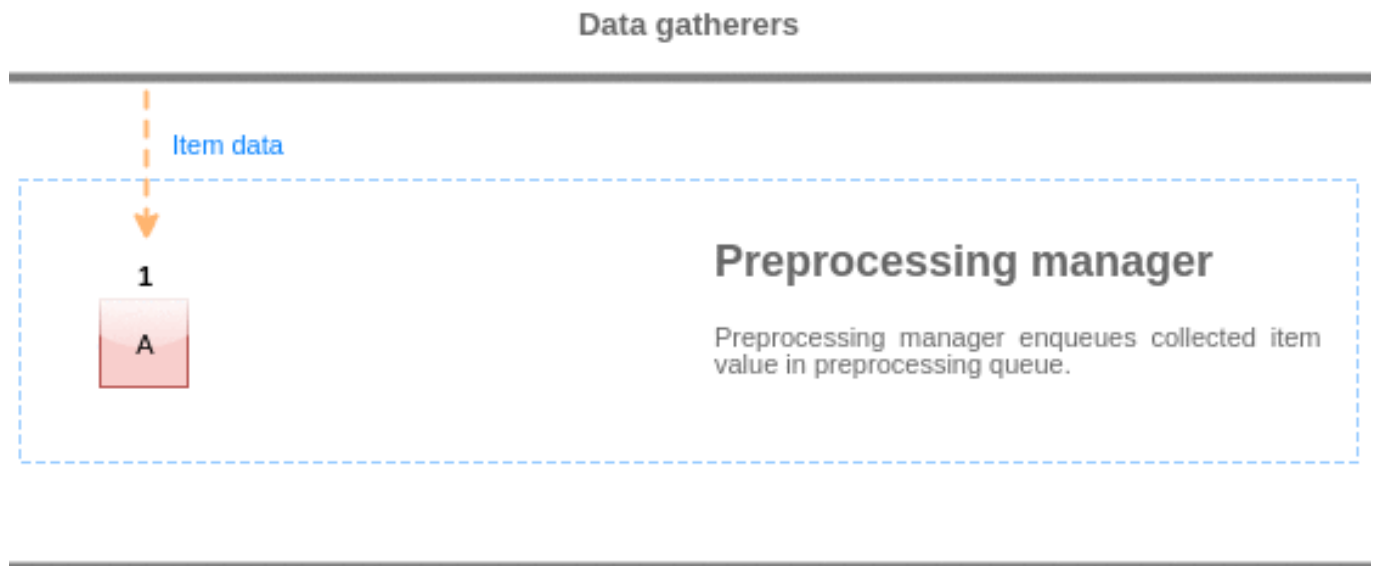 Data gatherers
Item data
1
A
Preprocessing manager
Preprocessing manager enqueues collected item
value in preprocessing queue.